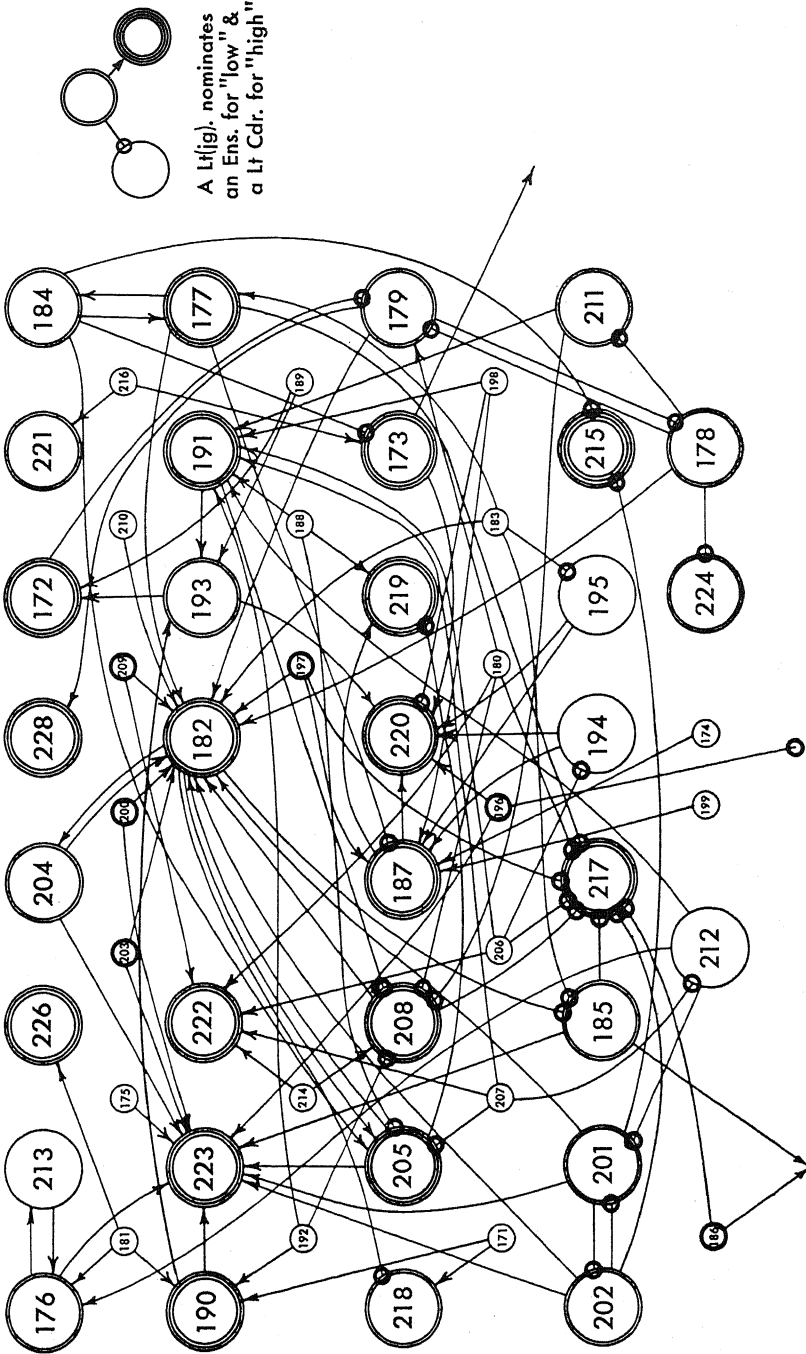 176 213 226 204 228 172 221 184
181 175 203 200 209 210 216
190 223 222 182 193 191 177
192 214 197 188 189
218 205 208 187 220 219 173 179
171 207 206 196 180 183 198
202 201 185 217 194 195 215 211
186 212 199 174 224 178
A Lt(jg). nominates
an Ens. for "low" &
a Lt Cdr. for "high"